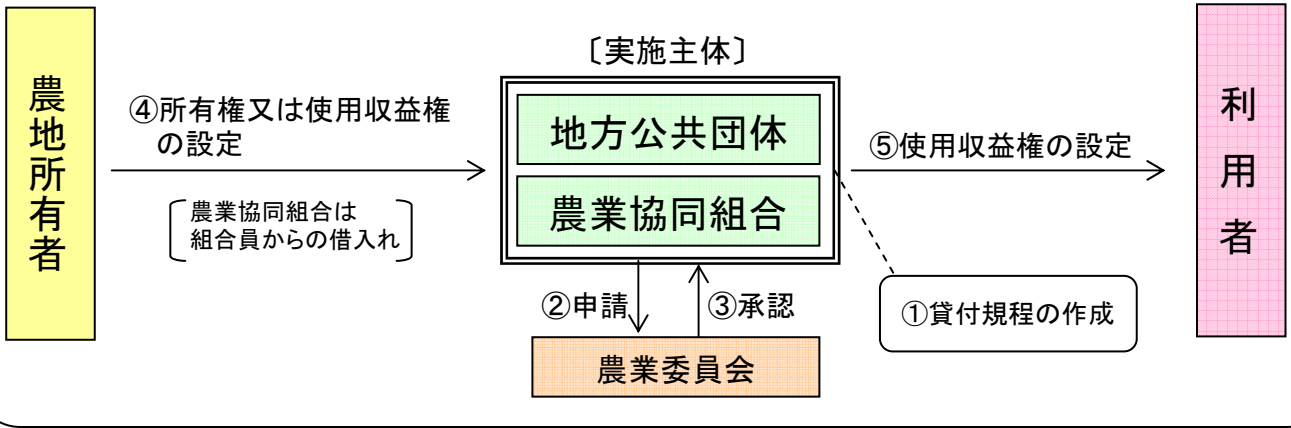 農地所有者
④所有権又は使用収益権
の設定
農業協同組合は
組合員からの借入れ
〔実施主体〕
地方公共団体
農業協同組合
②申請
③承認
農業委員会
⑤使用収益権の設定
①貸付規程の作成
利用者